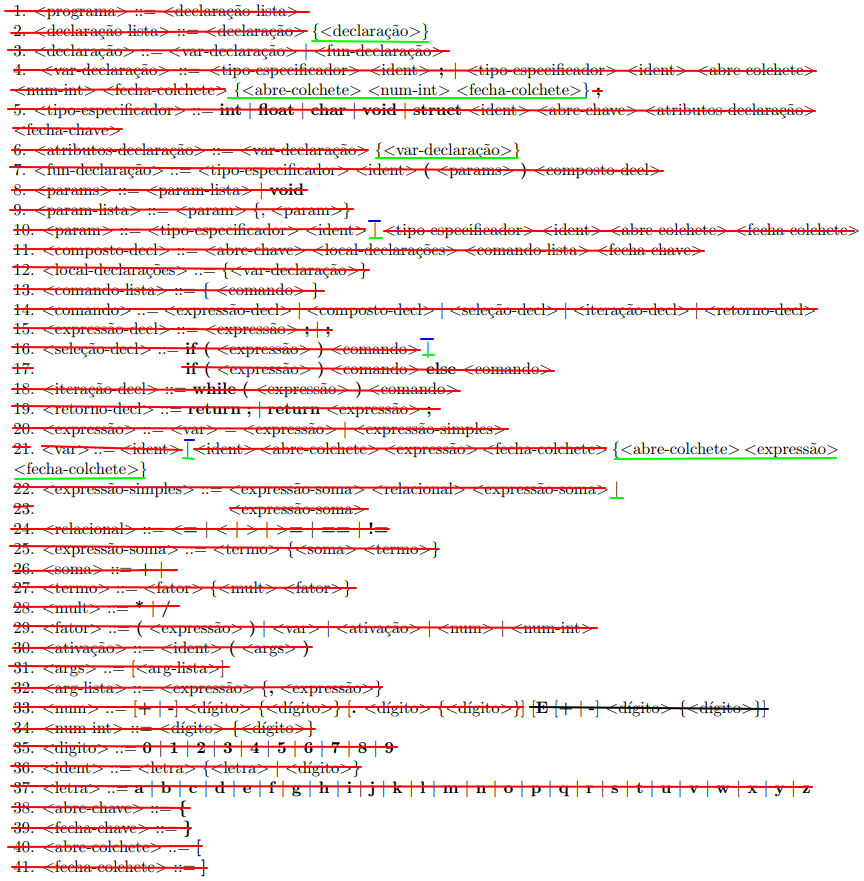 1. <programa> ::= <declaração-lista>
2. <declaração-lista> ::= <declaração> {<declaração>}
3. <declaração> ::= <var-declaração> | <fun-declaração>
4. <var-declaração> ::= <tipo-especificador> <ident> ; | <tipo-especificador> <ident> <abre-colchete>
<num-int> <fecha-colchete> {<abre-colchete> <num-int> <fecha-colchete>} ;
5. <tipo-especificador> ::= int | float | char | void | struct <ident> <abre-chave> <atributos-declaração>
<fecha-chave>
6. <atributos-declaração> ::= <var-declaração> {<var-declaração>}
7. <fun-declaração> ::= <tipo-especificador> <ident> ( <params> ) <composto-decl>
8. <params> ::= <param-lista> | void
9. <param-lista> ::= <param> {, <param>}
10. <param> ::= <tipo-especificador> <ident> | <tipo-especificador> <ident> <abre-colchete> <fecha-colchete>
11. <composto-decl> ::= <abre-chave> <local-declarações> <comando-lista> <fecha-chave>
12. <local-declarações> ::= {<var-declaração>}
13. <comando-lista> ::= { <comando> }
14. <comando> ::= <expressão-decl> | <composto-decl> | <seleção-decl> | <iteração-decl> | <retorno-decl>
15. <expressão-decl> ::= <expressão> ; | ;
16. <seleção-decl> ::= if ( <expressão> ) <comando> |
17. if ( <expressão> ) <comando> else <comando>
18. <iteração-decl> ::= while ( <expressão> ) <comando>
19. <retorno-decl> ::= return ; | return <expressão> ;
20. <expressão> ::= <var> = <expressão> | <expressão-simples>
21. <var> ::= <ident> | <ident> <abre-colchete> <expressão> <fecha-colchete> {<abre-colchete> <expressão>
<fecha-colchete>}
22. <expressão-simples> ::= <expressão-soma> <relacional> <expressão-soma> |
23. <expressão-soma>
24. <relacional> ::= <= | < | > | >= | == | !=
25. <expressão-soma> ::= <termo> {<soma> <termo>}
26. <soma> ::= + | -
27. <termo> ::= <fator> {<mult> <fator>}
28. <mult> ::= * | /
29. <fator> ::= ( <expressão> ) | <var> | <ativação> | <num> | <num-int>
30. <ativação> ::= <ident> ( <args> )
31. <args> ::= [<arg-lista>]
32. <arg-lista> ::= <expressão> {, <expressão>}
33. <num> ::= [+ | -] <dígito> {<dígito>} [. <dígito> {<dígito>}] [E [+ | -] <dígito> {<dígito>}]
34. <num-int> ::= <dígito> {<dígito>}
35. <digito> ::= 0 | 1 | 2 | 3 | 4 | 5 | 6 | 7 | 8 | 9
36. <ident> ::= <letra> {<letra> | <dígito>}
37. <letra> ::= a | b | c | d | e | f | g | h | i | j | k | l | m | n | o | p | q | r | s | t | u | v | w | x | y | z
38. <abre-chave> ::= {
39. <fecha-chave> ::= }
40. <abre-colchete> ::= [
41. <fecha-colchete> ::= ]